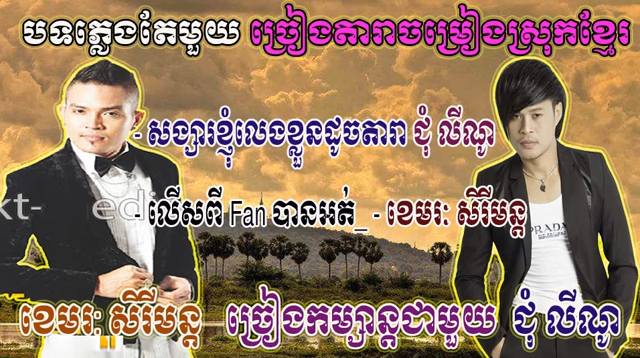 បទភ្លេងតែមួយ ច្រៀងតារាចម្រៀងស្រុកខ្មែរ
- សង្សារខ្ញុំលេងខ្លួនដូចតារា ជុំ លីណូ
xt- edit
- លើសពី Fan បានអត់_ - ខេមរៈ សិរីមន្ត
PRADA
ខេមរៈ សិរីមន្ត ច្រៀងកម្សាន្តជាមួយ ជុំ លីណូ